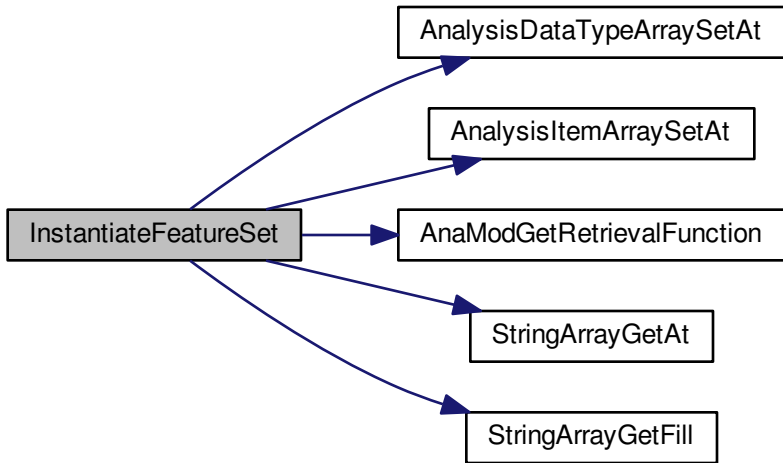 AnalysisDataTypeArraySetAt
AnalysisItemArraySetAt
InstantiateFeatureSet
AnaModGetRetrievalFunction
StringArrayGetAt
StringArrayGetFill